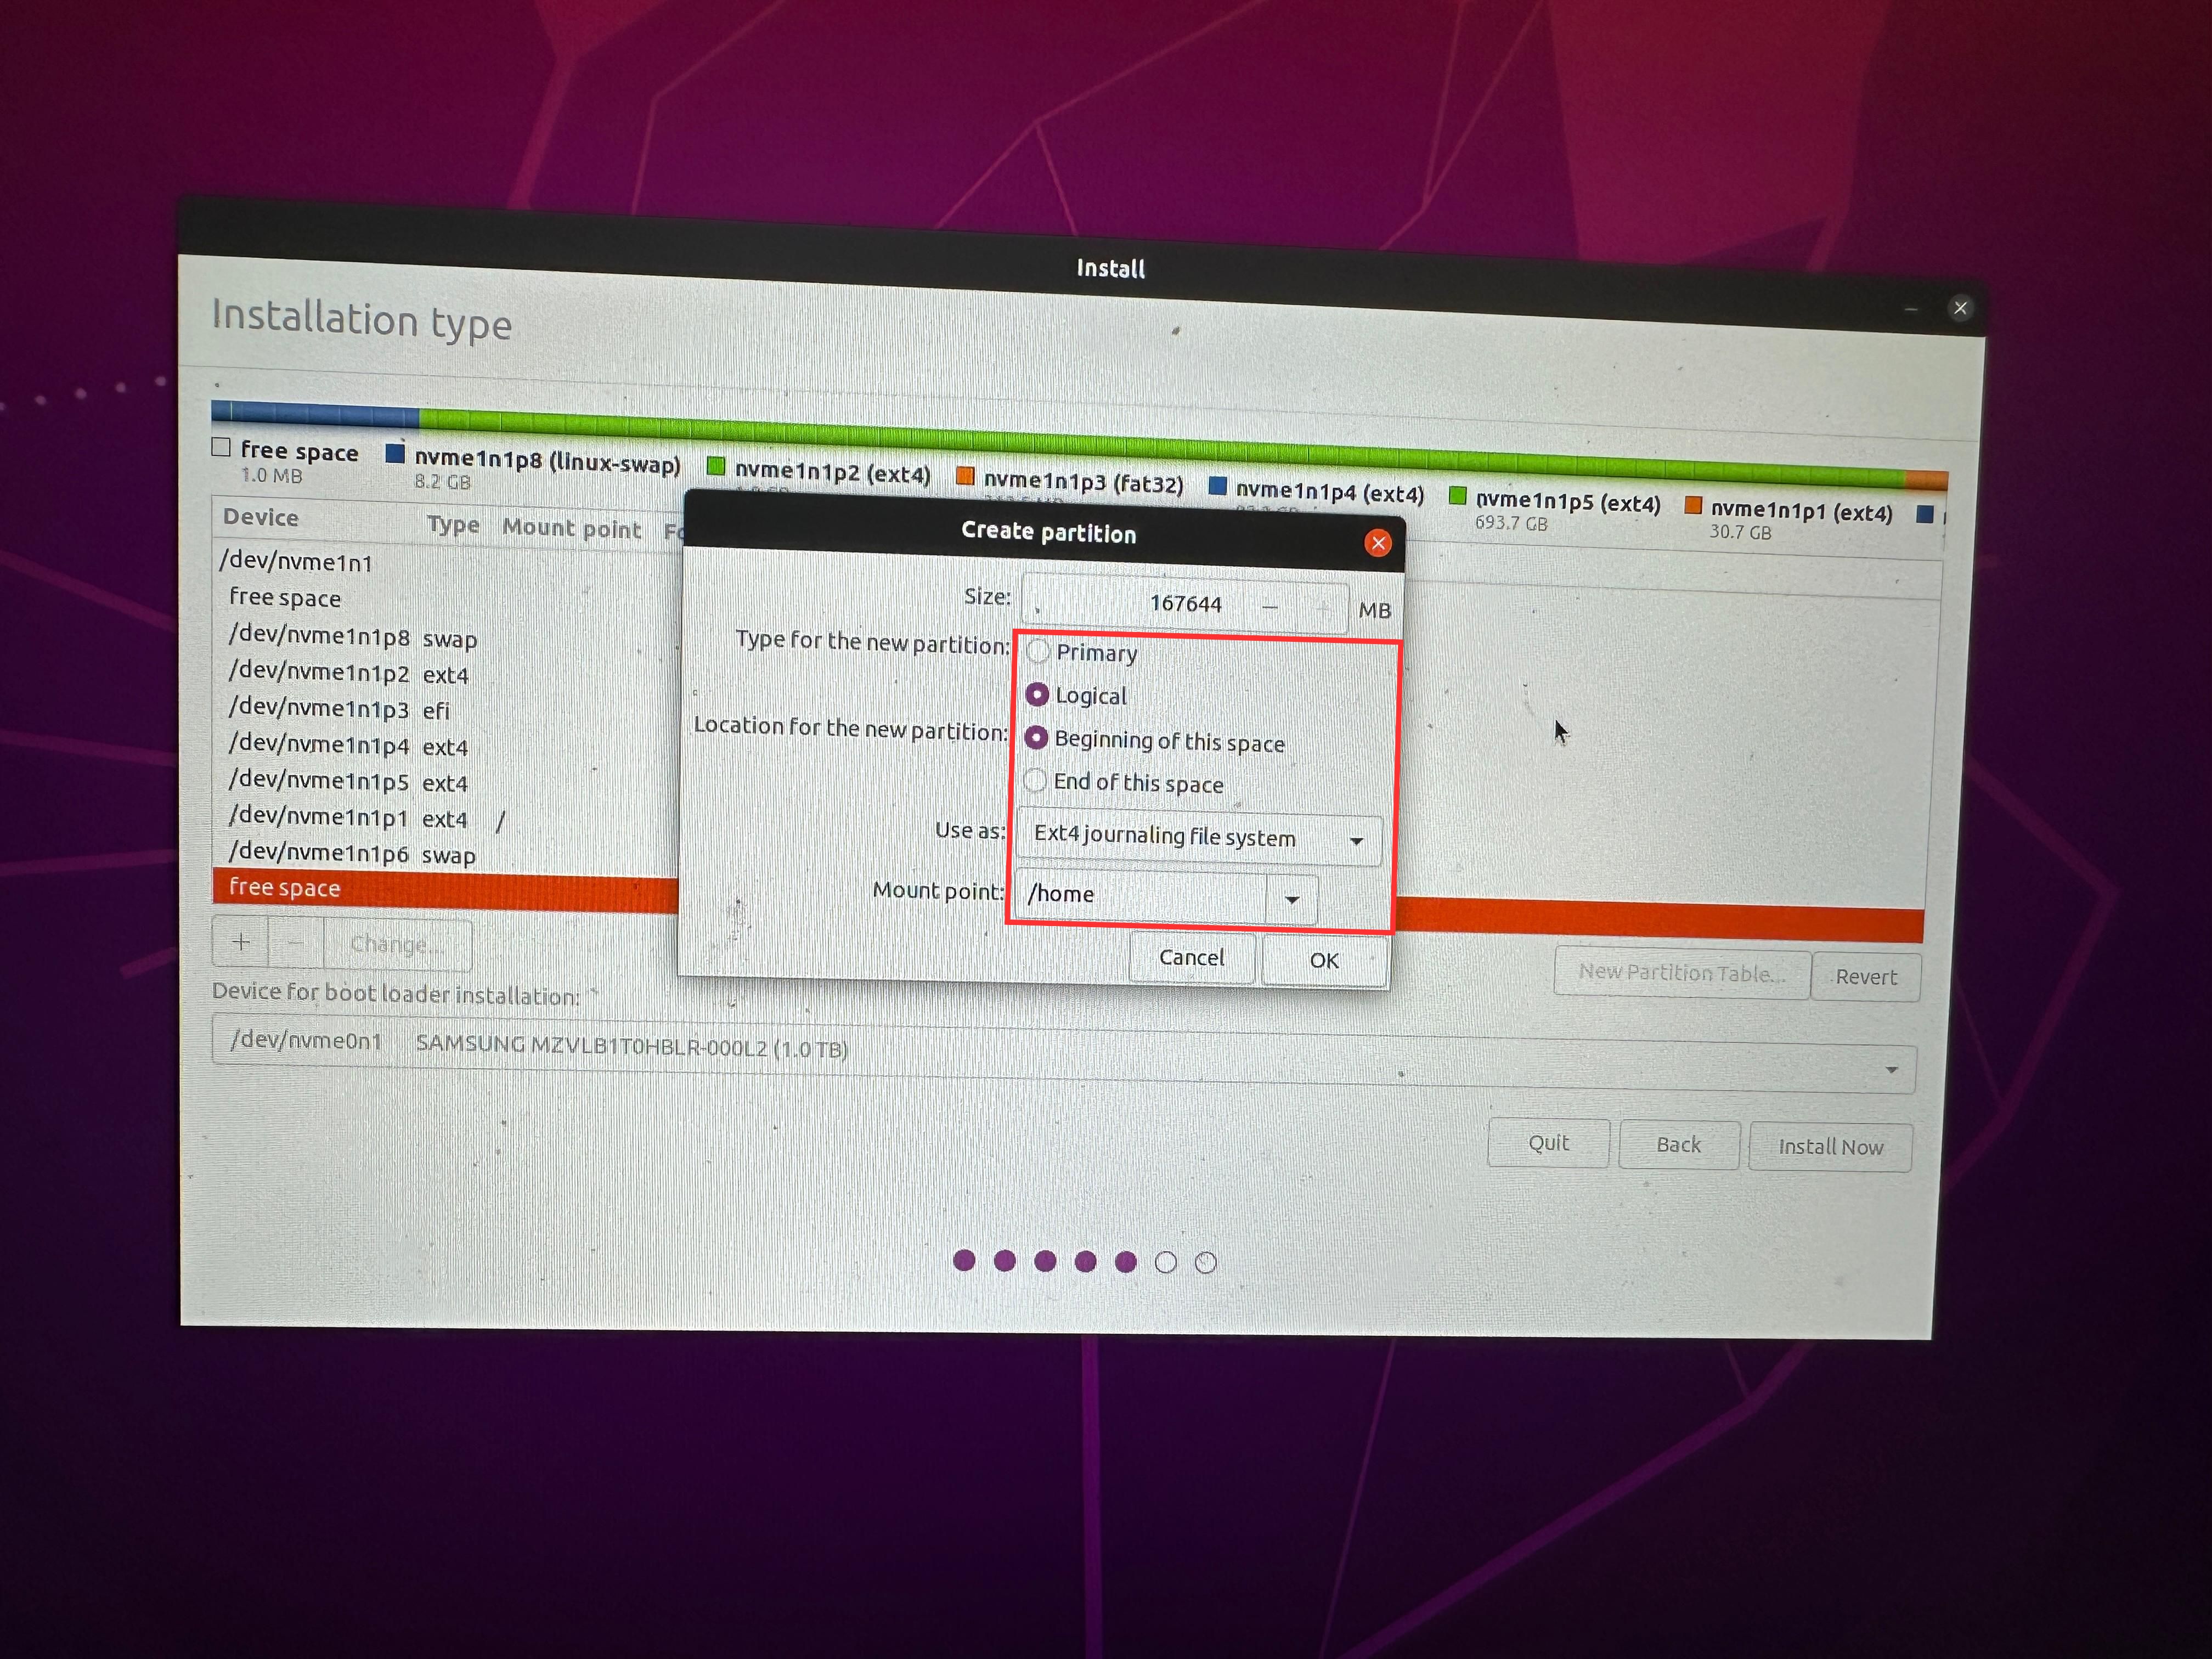 Install
Installation type
free space
1.0 MB
nvme1n1p8 (linux-swap)
8.2 GB
nvme1n1p2 (ext4)
nvme1n1p3 (fat32)
nvme1n1p4 (ext4)
nvme1n1p5 (ext4)
693.7 GB
nvme1n1p1 (ext4)
30.7 GB
Device Type Mount point
/dev/nvme1n1
free space
/dev/nvme1n1p8 swap
/dev/nvme1n1p2 ext4
/dev/nvme1n1p3 efi
/dev/nvme1n1p4 ext4
/dev/nvme1n1p5 ext4
/dev/nvme1n1p1 ext4 /
/dev/nvme1n1p6 swap
free space
+ − Change...
Create partition
Size: 167644 − + MB
Type for the new partition: Primary
Logical
Location for the new partition: Beginning of this space
End of this space
Use as: Ext4 journaling file system
Mount point: /home
Cancel OK
New Partition Table... Revert
Device for boot loader installation:
/dev/nvme0n1 SAMSUNG MZVLB1T0HBLR-000L2 (1.0 TB)
Quit Back Install Now